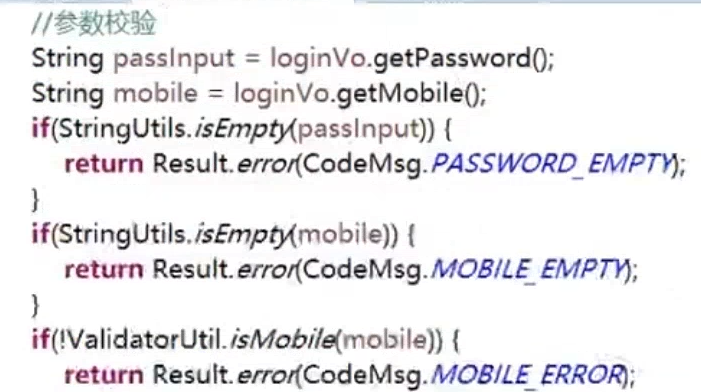 //参数校验
String passInput = loginVo.getPassword();
String mobile = loginVo.getMobile();
if(StringUtils.isEmpty(passInput)) {
return Result.error(CodeMsg.PASSWORD_EMPTY);
}
if(StringUtils.isEmpty(mobile)) {
return Result.error(CodeMsg.MOBILE_EMPTY);
}
if(!ValidatorUtil.isMobile(mobile)) {
return Result.error(CodeMsg.MOBILE_ERROR);